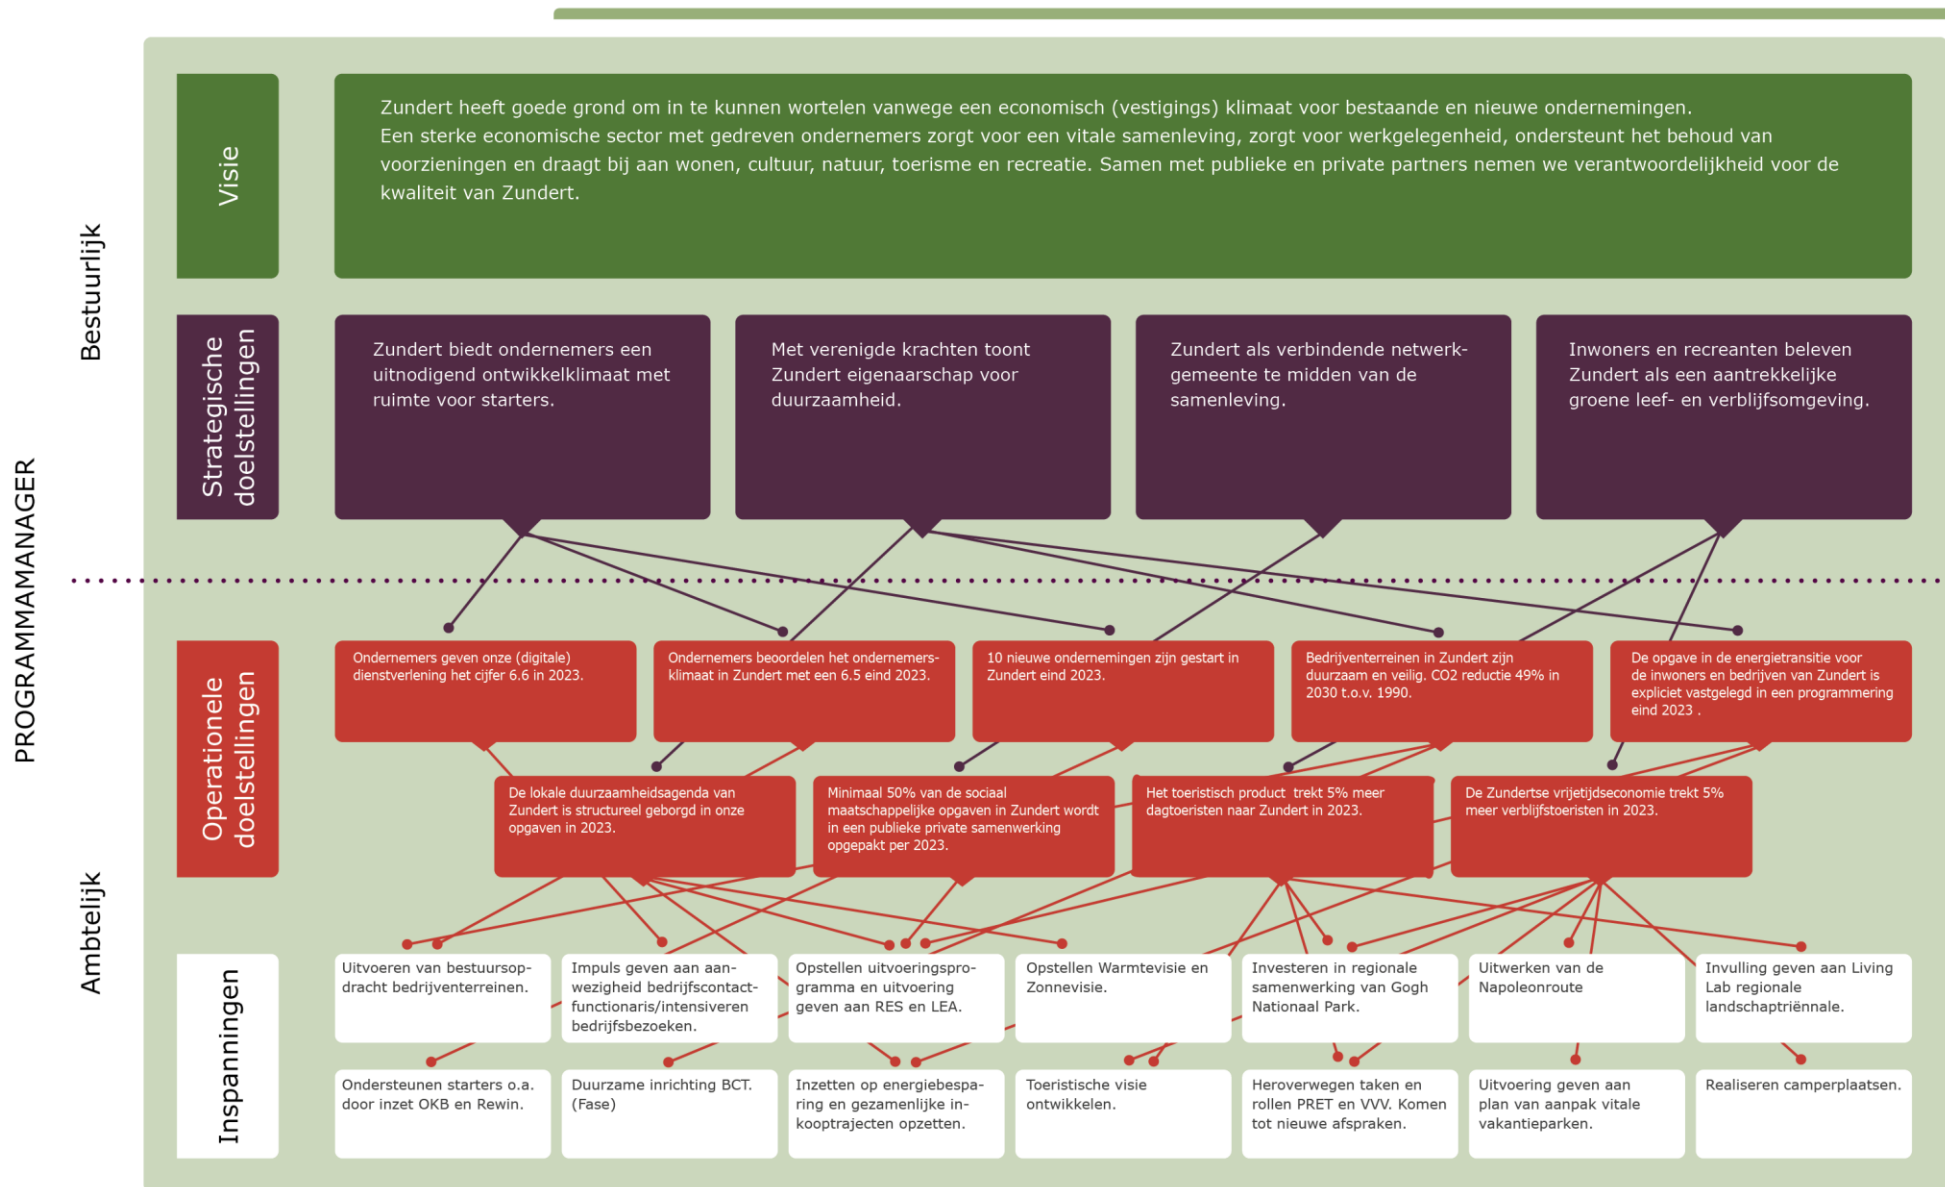 PROGRAMMAMANAGER
Bestuurlijk
Ambtelijk
Visie
Zundert heeft goede grond om in te kunnen wortelen vanwege een economisch (vestigings) klimaat voor bestaande en nieuwe ondernemingen.
Een sterke economische sector met gedreven ondernemers zorgt voor een vitale samenleving, zorgt voor werkgelegenheid, ondersteunt het behoud van
voorzieningen en draagt bij aan wonen, cultuur, natuur, toerisme en recreatie. Samen met publieke en private partners nemen we verantwoordelijkheid voor de
kwaliteit van Zundert.
Strategische
doelstellingen
Zundert biedt ondernemers een
uitnodigend ontwikkelklimaat met
ruimte voor starters.
Met verenigde krachten toont
Zundert eigenaarschap voor
duurzaamheid.
Zundert als verbindende netwerk-
gemeente te midden van de
samenleving.
Inwoners en recreanten beleven
Zundert als een aantrekkelijke
groene leef- en verblijfsomgeving.
Operationele
doelstellingen
Ondernemers geven onze (digitale)
dienstverlening het cijfer 6.6 in 2023.
Ondernemers beoordelen het ondernemers-
klimaat in Zundert met een 6.5 eind 2023.
10 nieuwe ondernemingen zijn gestart in
Zundert eind 2023.
Bedrijventerreinen in Zundert zijn
duurzaam en veilig. CO2 reductie 49% in
2030 t.o.v. 1990.
De opgave in de energietransitie voor
de inwoners en bedrijven van Zundert is
expliciet vastgelegd in een programmering
eind 2023 .
De lokale duurzaamheidsagenda van
Zundert is structureel geborgd in onze
opgaven in 2023.
Minimaal 50% van de sociaal
maatschappelijke opgaven in Zundert wordt
in een publieke private samenwerking
opgepakt per 2023.
Het toeristisch product trekt 5% meer
dagtoeristen naar Zundert in 2023.
De Zundertse vrijetijdseconomie trekt 5%
meer verblijfstoeristen in 2023.
Inspanningen
Uitvoeren van bestuursop-
dracht bedrijventerreinen.
Impuls geven aan aan-
wezigheid bedrijfscontact-
functionaris/intensiveren
bedrijfsbezoeken.
Opstellen uitvoeringspro-
gramma en uitvoering
geven aan RES en LEA.
Opstellen Warmtevisie en
Zonnevisie.
Investeren in regionale
samenwerking van Gogh
Nationaal Park.
Uitwerken van de
Napoleonroute
Invulling geven aan Living
Lab regionale
landschaptriënnale.
Ondersteunen starters o.a.
door inzet OKB en Rewin.
Duurzame inrichting BCT.
(Fase)
Inzetten op energiebespa-
ring en gezamenlijke in-
kooptrajecten opzetten.
Toeristische visie
ontwikkelen.
Heroverwegen taken en
rollen PRET en VVV. Komen
tot nieuwe afspraken.
Uitvoering geven aan
plan van aanpak vitale
vakantieparken.
Realiseren camperplaatsen.